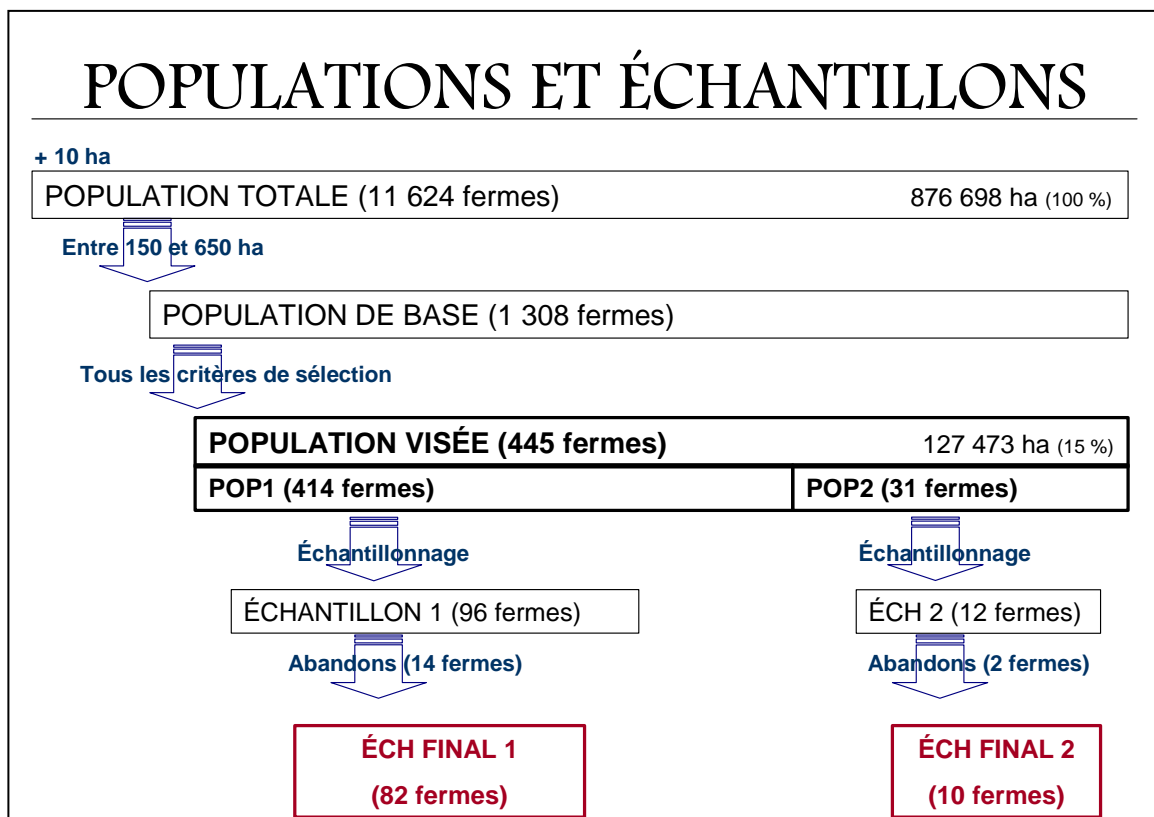 POPULATIONS ET ÉCHANTILLONS
+ 10 ha
POPULATION TOTALE (11 624 fermes) 876 698 ha (100 %)
Entre 150 et 650 ha
POPULATION DE BASE (1 308 fermes)
Tous les critères de sélection
POPULATION VISÉE (445 fermes) 127 473 ha (15 %)
POP1 (414 fermes) POP2 (31 fermes)
Échantillonnage Échantillonnage
ÉCHANTILLON 1 (96 fermes) ÉCH 2 (12 fermes)
Abandons (14 fermes) Abandons (2 fermes)
ÉCH FINAL 1 ÉCH FINAL 2
(82 fermes) (10 fermes)